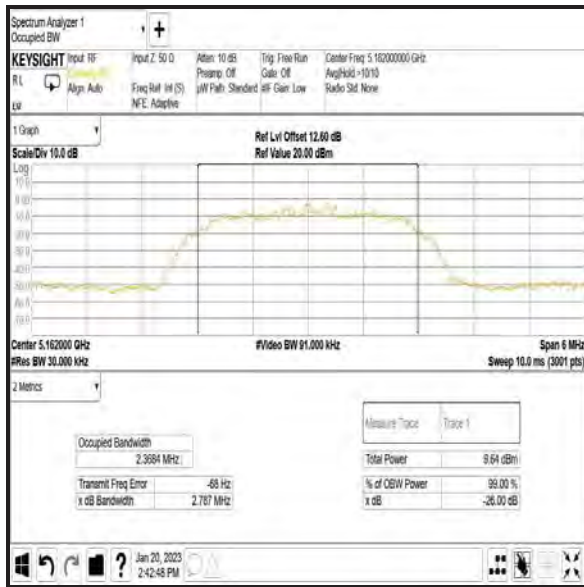 Spectrum Analyzer 1
Occupied BW
KEYSIGHT Input: RF Input Z: 50 Ω Atten: 10 dB Trig: Free Run Center Freq: 5.162000000 GHz
RL Preamp: Off Gate: Off Avg|Hold:>10/10
Align: Auto Freq Ref: Int (S) µW Path: Standard #IF Gain: Low Radio Std: None
NFE: Adaptive
1 Graph
Ref Lvl Offset 12.60 dB
Scale/Div 10.0 dB Ref Value 20.00 dBm
Log
Center 5.162000 GHz #Video BW 91.000 kHz Span 6 MHz
#Res BW 30.000 kHz Sweep 10.0 ms (3001 pts)
2 Metrics
Measure Trace Trace 1
Occupied Bandwidth
2.3684 MHz
Total Power 9.64 dBm
Transmit Freq Error -68 Hz % of OBW Power 99.00 %
x dB Bandwidth 2.787 MHz x dB -26.00 dB
? Jan 20, 2023
2:42:48 PM